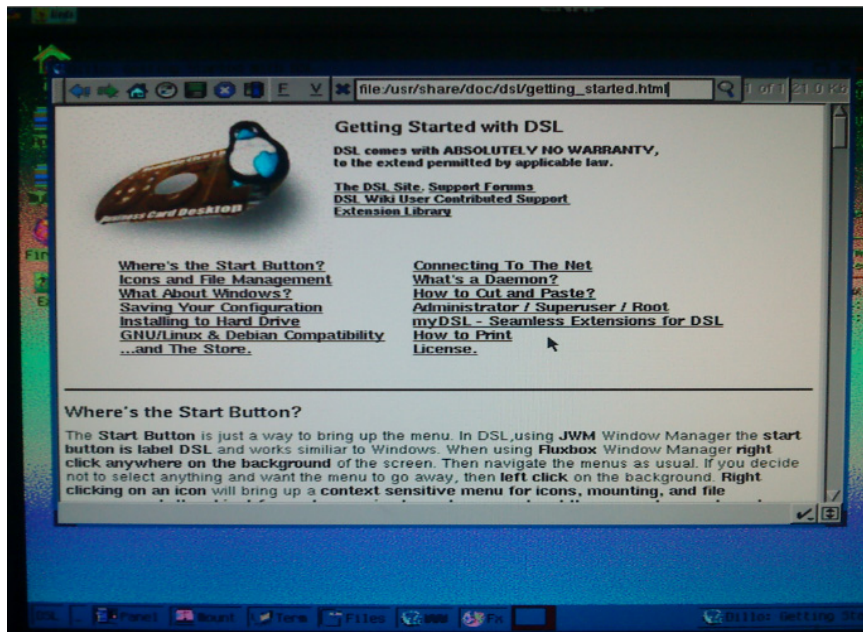 F V file:/usr/share/doc/dsl/getting_started.html 1 of 1 21.0 Kb
Getting Started with DSL
DSL comes with ABSOLUTELY NO WARRANTY,
to the extend permitted by applicable law.
The DSL Site, Support Forums
DSL Wiki User Contributed Support
Extension Library
Business Card Desktop
Where's the Start Button?
Icons and File Management
What About Windows?
Saving Your Configuration
Installing to Hard Drive
GNU/Linux & Debian Compatibility
...and The Store.
Connecting To The Net
What's a Daemon?
How to Cut and Paste?
Administrator / Superuser / Root
myDSL - Seamless Extensions for DSL
How to Print
License.
Where's the Start Button?
The Start Button is just a way to bring up the menu. In DSL,using JWM Window Manager the start
button is label DSL and works similiar to Windows. When using Fluxbox Window Manager right
click anywhere on the background of the screen. Then navigate the menus as usual. If you decide
not to select anything and want the menu to go away, then left click on the background. Right
clicking on an icon will bring up a context sensitive menu for icons, mounting, and file
DSL Panel Mount Term Files WWW Fx Dillo: Getting